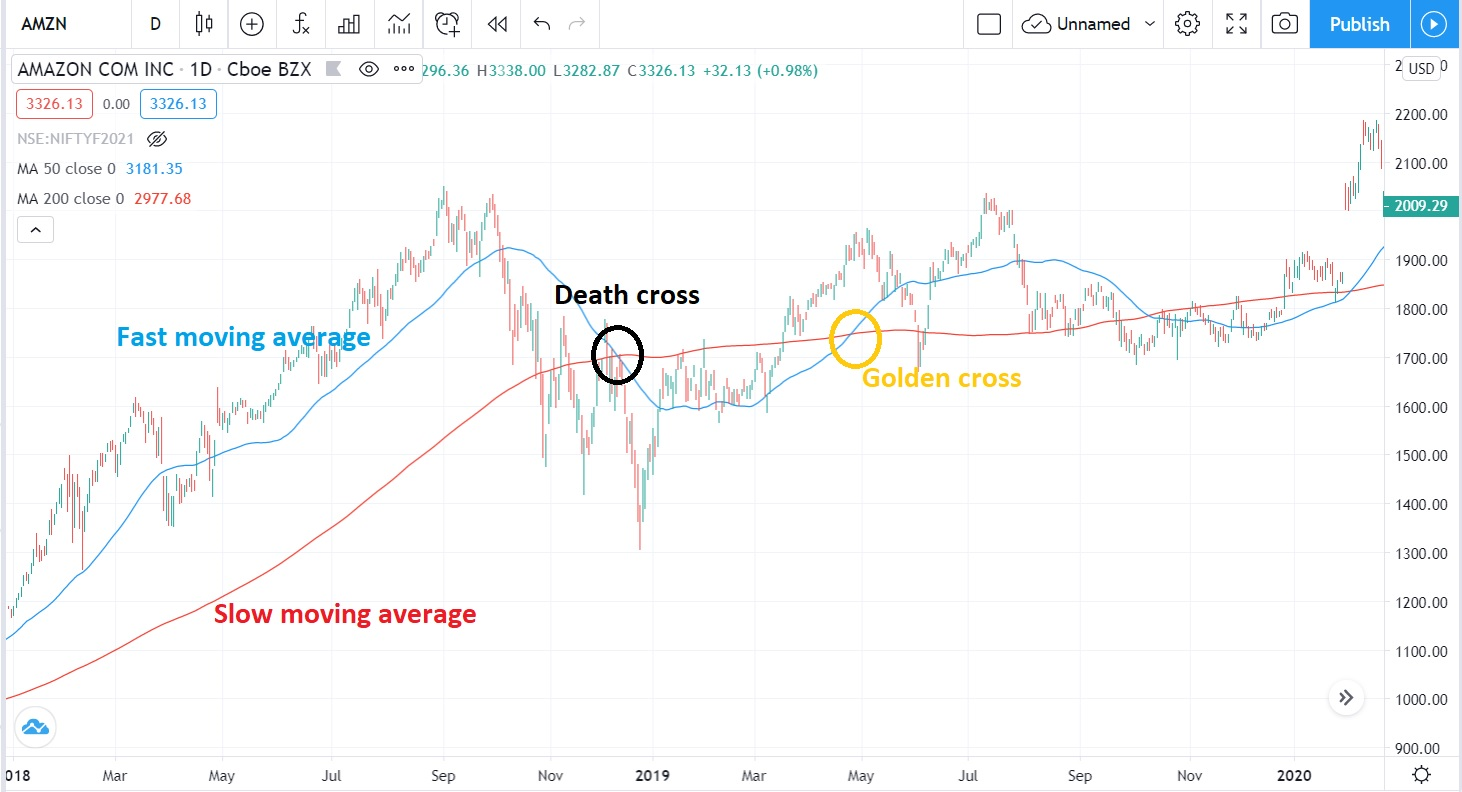 AMZN D fx Unnamed Publish
AMAZON COM INC · 1D · Cboe BZX 296.36 H3338.00 L3282.87 C3326.13 +32.13 (+0.98%)
USD
3326.13 0.00 3326.13
NSE:NIFTYF2021
MA 50 close 0 3181.35
MA 200 close 0 2977.68
2200.00
2100.00
2009.29
1900.00
Death cross
1800.00
Fast moving average
1700.00
Golden cross
1600.00
1500.00
1400.00
1300.00
1200.00
Slow moving average
1100.00
1000.00
900.00
018 Mar May Jul Sep Nov 2019 Mar May Jul Sep Nov 2020